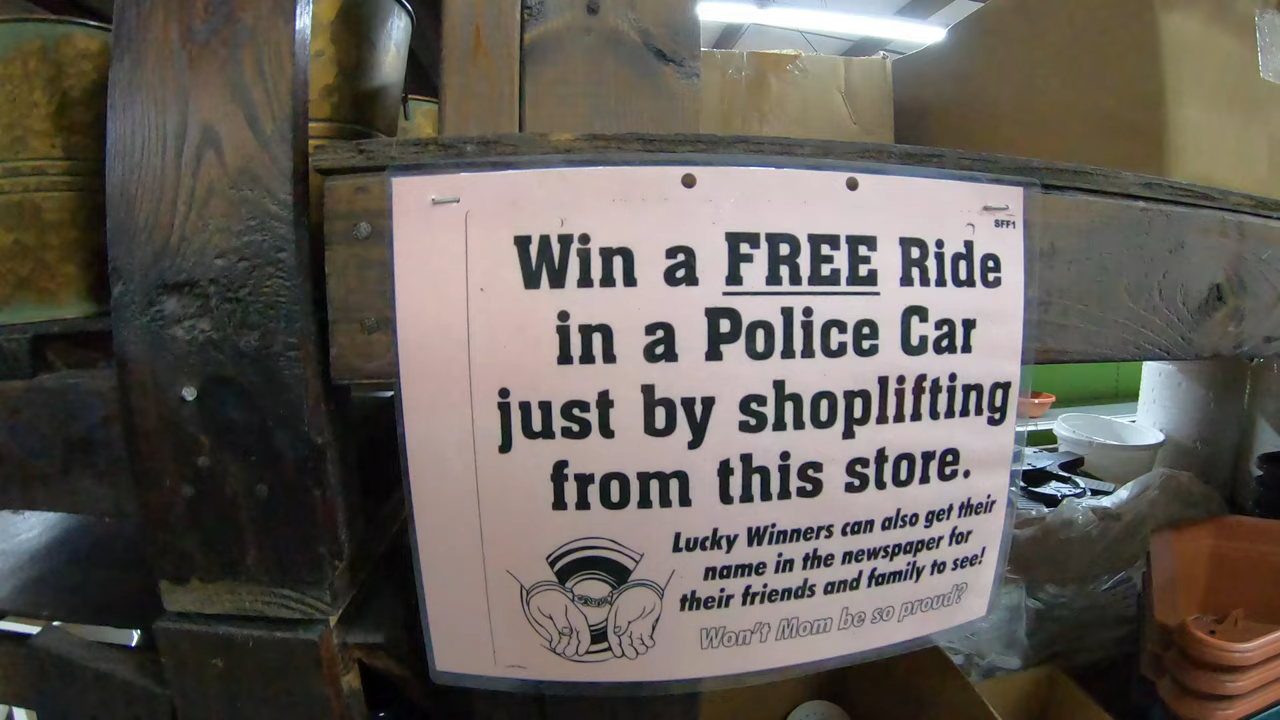 SFF1
Win a FREE Ride
in a Police Car
just by shoplifting
from this store.
Lucky Winners can also get their
name in the newspaper for
their friends and family to see!
Won't Mom be so proud?